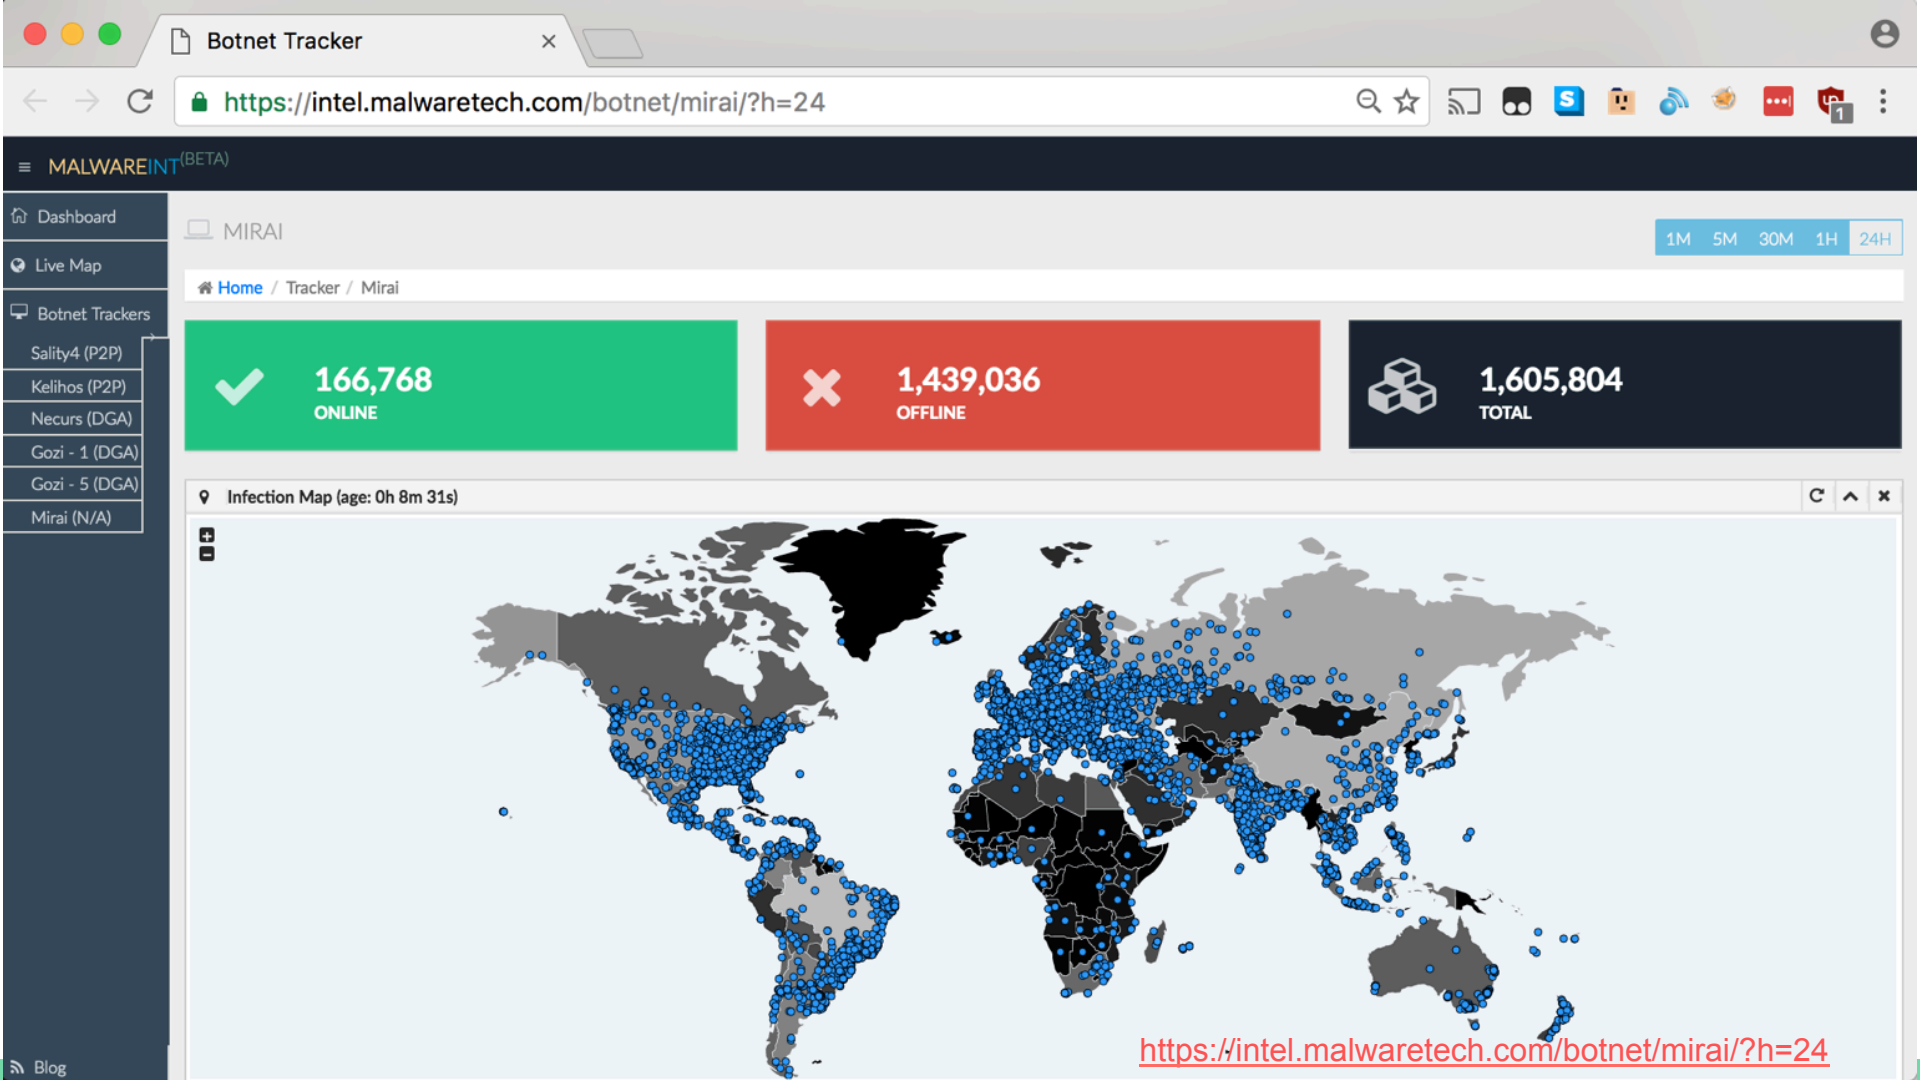 Botnet Tracker
https://intel.malwaretech.com/botnet/mirai/?h=24
S
1
MALWAREINT(BETA)
Dashboard
Live Map
Botnet Trackers
Sality4 (P2P)
Kelihos (P2P)
Necurs (DGA)
Gozi - 1 (DGA)
Gozi - 5 (DGA)
Mirai (N/A)
Blog
MIRAI
1M 5M 30M 1H 24H
Home / Tracker / Mirai
166,768
ONLINE
1,439,036
OFFLINE
1,605,804
TOTAL
Infection Map (age: 0h 8m 31s)
https://intel.malwaretech.com/botnet/mirai/?h=24